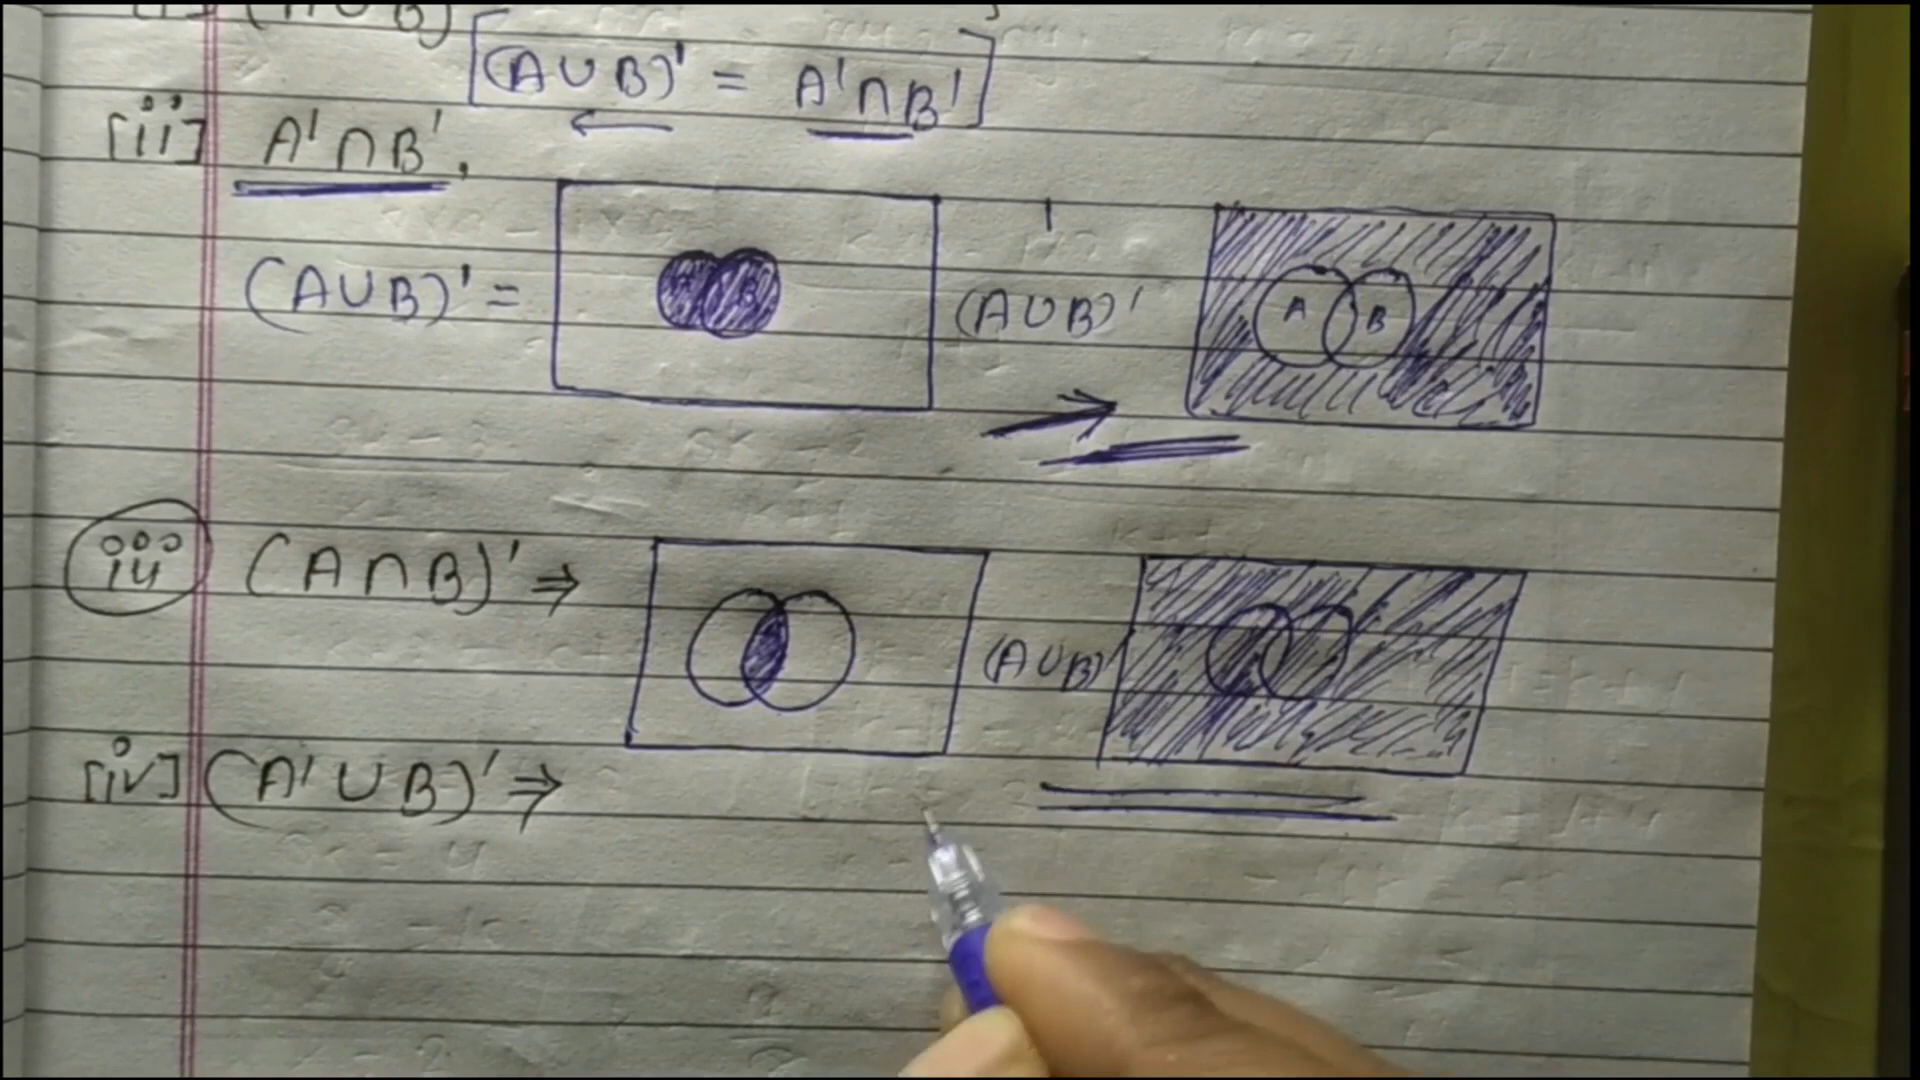 (A∪B)
[(A∪B)' = A'∩B']
[ii] A'∩B'.
(A∪B)' = A B (A∪B)' A B
iii (A∩B)' ⇒ (A∪B)'
[iv] (A'∪B)' ⇒